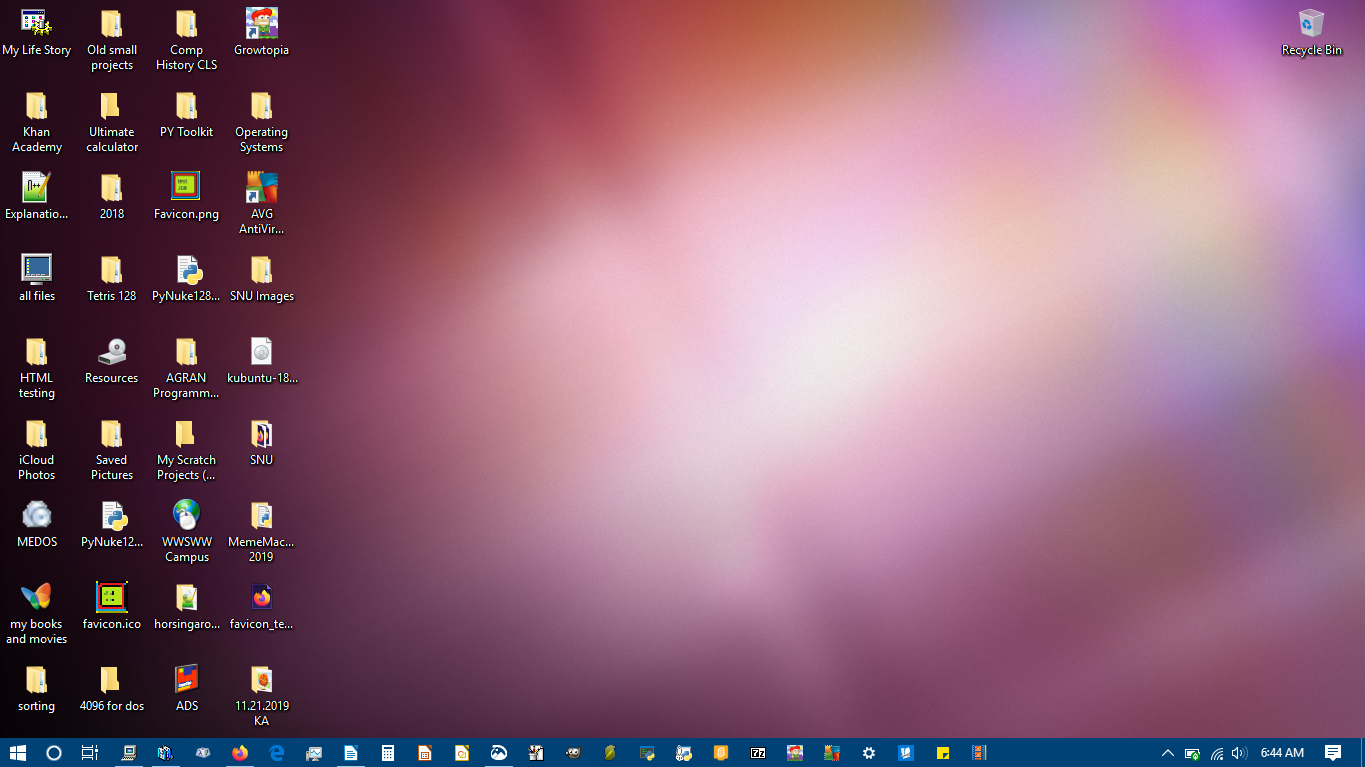 My Life Story
Old small
projects
Comp
History CLS
Growtopia
Recycle Bin
Khan
Academy
Ultimate
calculator
PY Toolkit
Operating
Systems
Explanatio...
2018
Favicon.png
AVG
AntiVir...
all files
Tetris 128
PyNuke128...
SNU Images
HTML
testing
Resources
AGRAN
Programm...
kubuntu-18...
iCloud
Photos
Saved
Pictures
My Scratch
Projects (...
SNU
MEDOS
PyNuke12...
WWSWW
Campus
MemeMac...
2019
my books
and movies
favicon.ico
horsingaro...
favicon_te...
sorting
4096 for dos
ADS
11.21.2019
KA
7z
6:44 AM